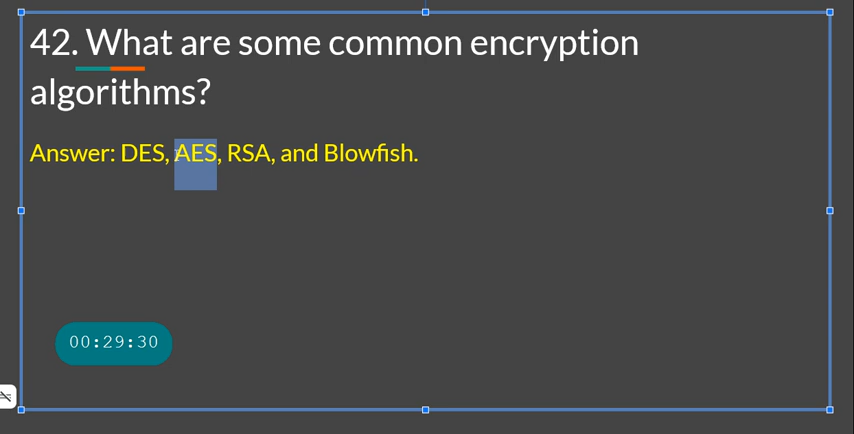 42. What are some common encryption
algorithms?
Answer: DES, AES, RSA, and Blowfish.
00:29:30